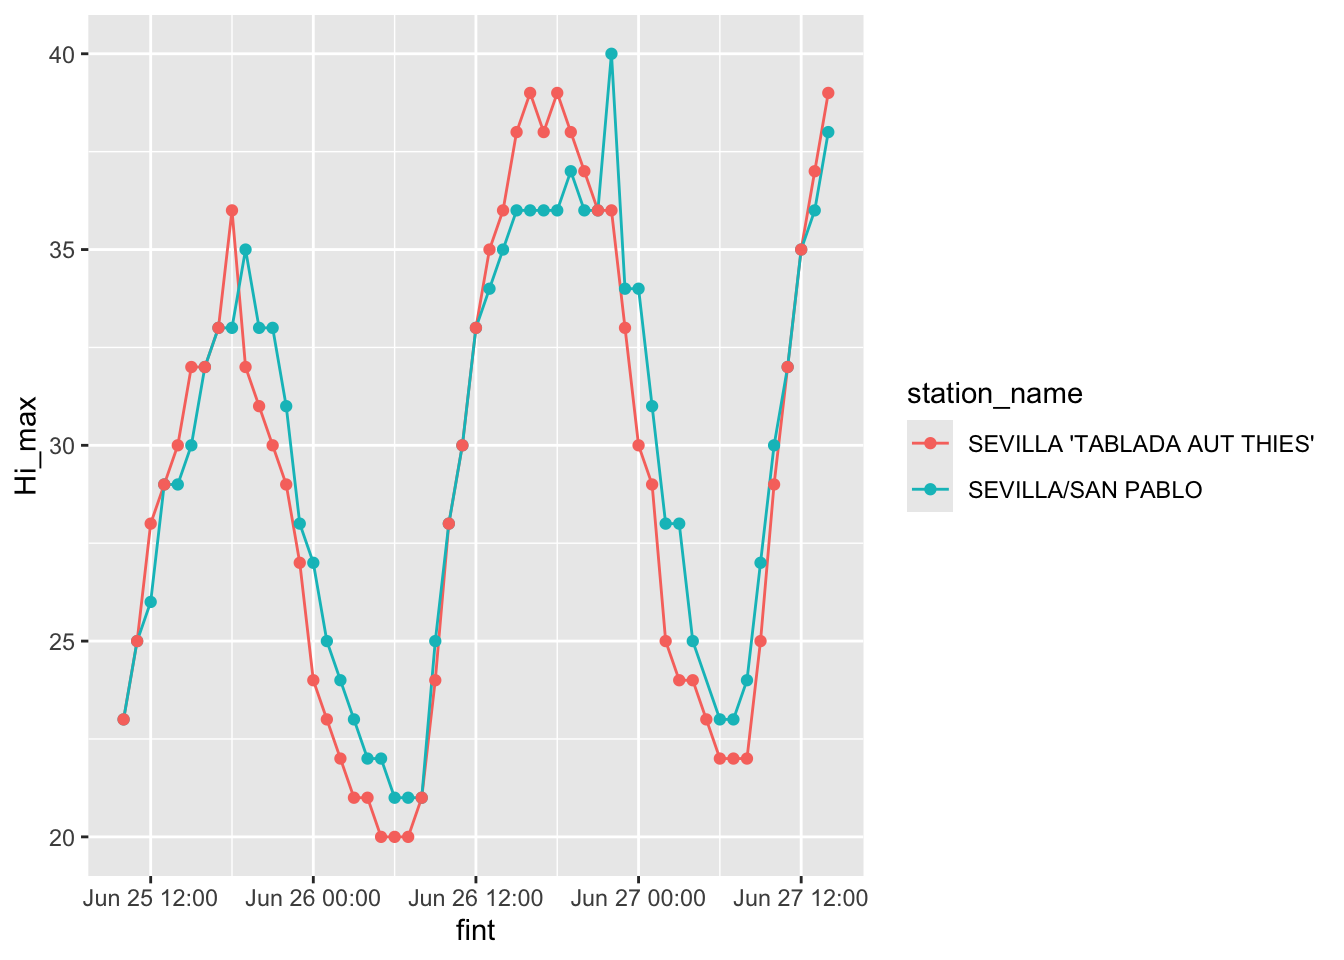 40
35
30
25
20
Hi_max
Jun 25 12:00 Jun 26 00:00 Jun 26 12:00 Jun 27 00:00 Jun 27 12:00
fint
station_name
SEVILLA 'TABLADA AUT THIES'
SEVILLA/SAN PABLO